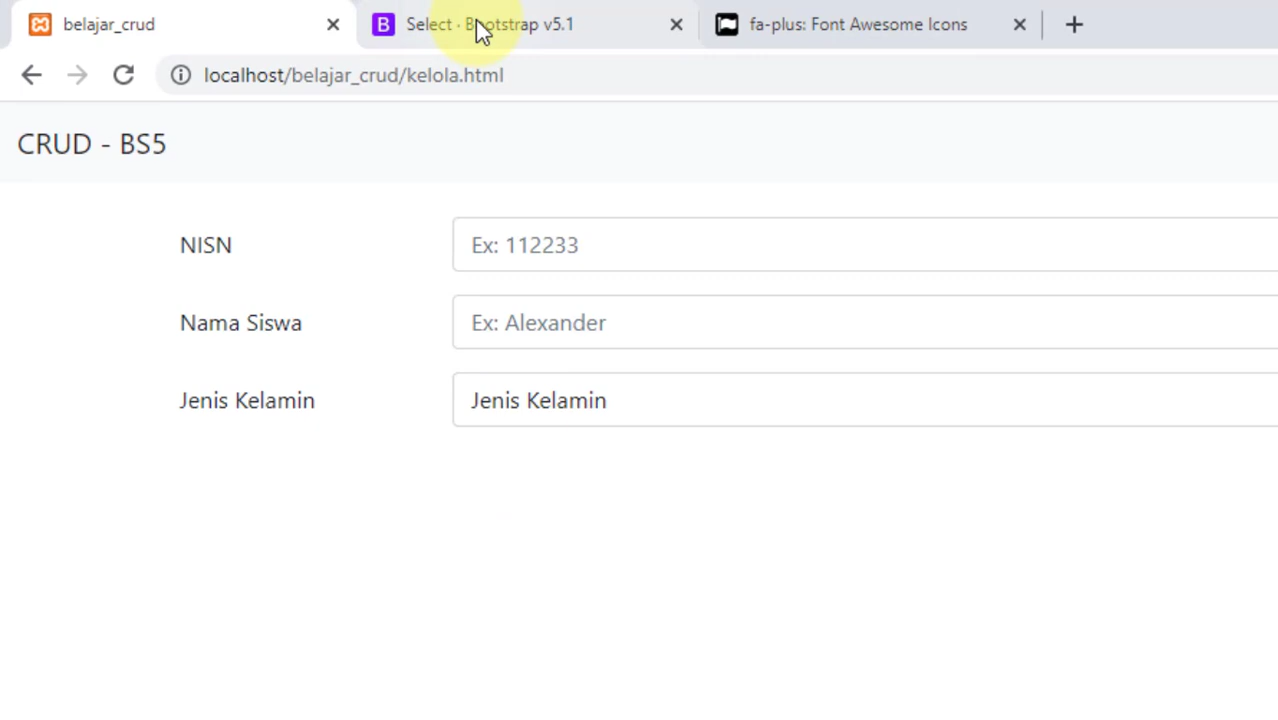 belajar_crud
Select · Bootstrap v5.1
fa-plus: Font Awesome Icons
localhost/belajar_crud/kelola.html
CRUD - BS5
NISN
Ex: 112233
Nama Siswa
Ex: Alexander
Jenis Kelamin
Jenis Kelamin